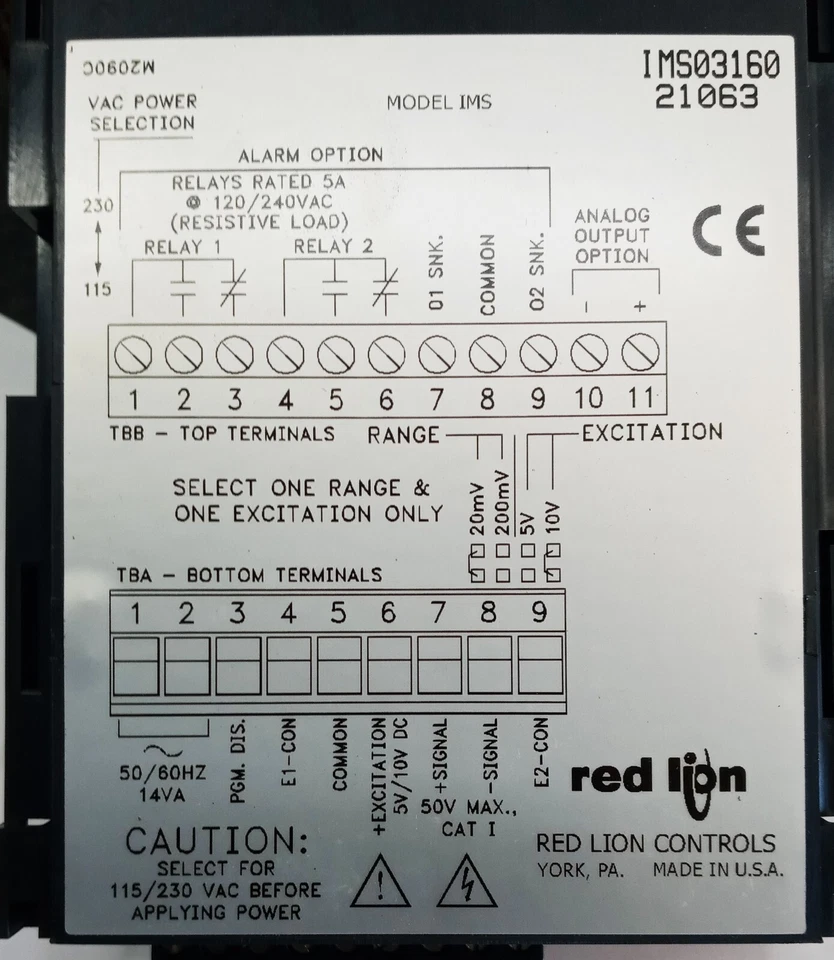 M2090C
IMS03160
21063
VAC POWER
SELECTION
MODEL IMS
ALARM OPTION
RELAYS RATED 5A
@ 120/240VAC
(RESISTIVE LOAD)
230
115
RELAY 1
RELAY 2
01 SNK.
COMMON
02 SNK.
ANALOG
OUTPUT
OPTION
- +
CE
1 2 3 4 5 6 7 8 9 10 11
TBB - TOP TERMINALS
RANGE
EXCITATION
SELECT ONE RANGE &
ONE EXCITATION ONLY
20mV
200mV
5V
10V
TBA - BOTTOM TERMINALS
1 2 3 4 5 6 7 8 9
~
50/60HZ
14VA
PGM. DIS.
E1-CON
COMMON
+EXCITATION
5V/10V DC
+SIGNAL
-SIGNAL
E2-CON
50V MAX.,
CAT I
red lion
RED LION CONTROLS
YORK, PA. MADE IN U.S.A.
CAUTION:
SELECT FOR
115/230 VAC BEFORE
APPLYING POWER
!